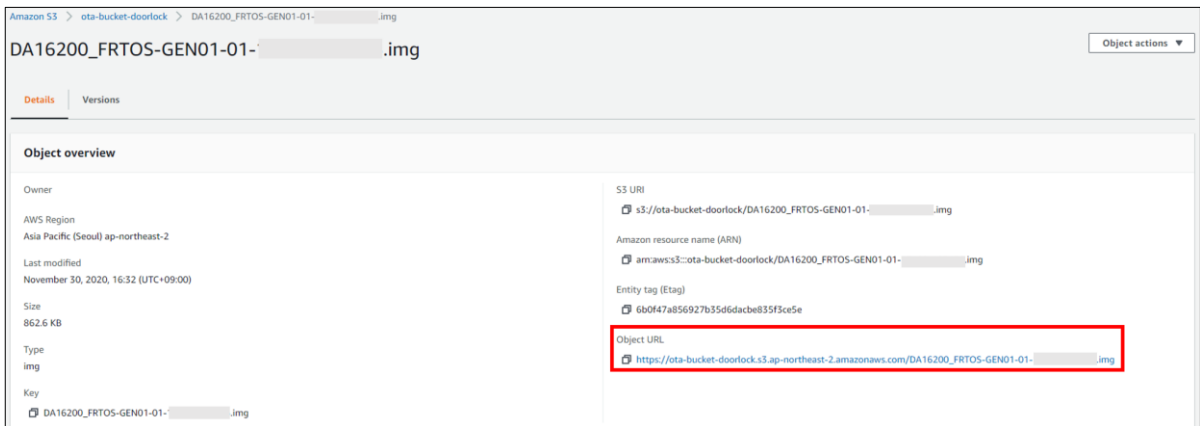 Amazon S3 > ota-bucket-doorlock > DA16200_FRTOS-GEN01-01- .img
DA16200_FRTOS-GEN01-01- .img
Object actions ▼
Details
Versions
Object overview
Owner
AWS Region
Asia Pacific (Seoul) ap-northeast-2
Last modified
November 30, 2020, 16:32 (UTC+09:00)
Size
862.6 KB
Type
img
Key
DA16200_FRTOS-GEN01-01- .img
S3 URI
s3://ota-bucket-doorlock/DA16200_FRTOS-GEN01-01- .img
Amazon resource name (ARN)
arn:aws:s3:::ota-bucket-doorlock/DA16200_FRTOS-GEN01-01- .img
Entity tag (Etag)
6b0f47a856927b35d6dacbe835f3ce5e
Object URL
https://ota-bucket-doorlock.s3.ap-northeast-2.amazonaws.com/DA16200_FRTOS-GEN01-01- .img